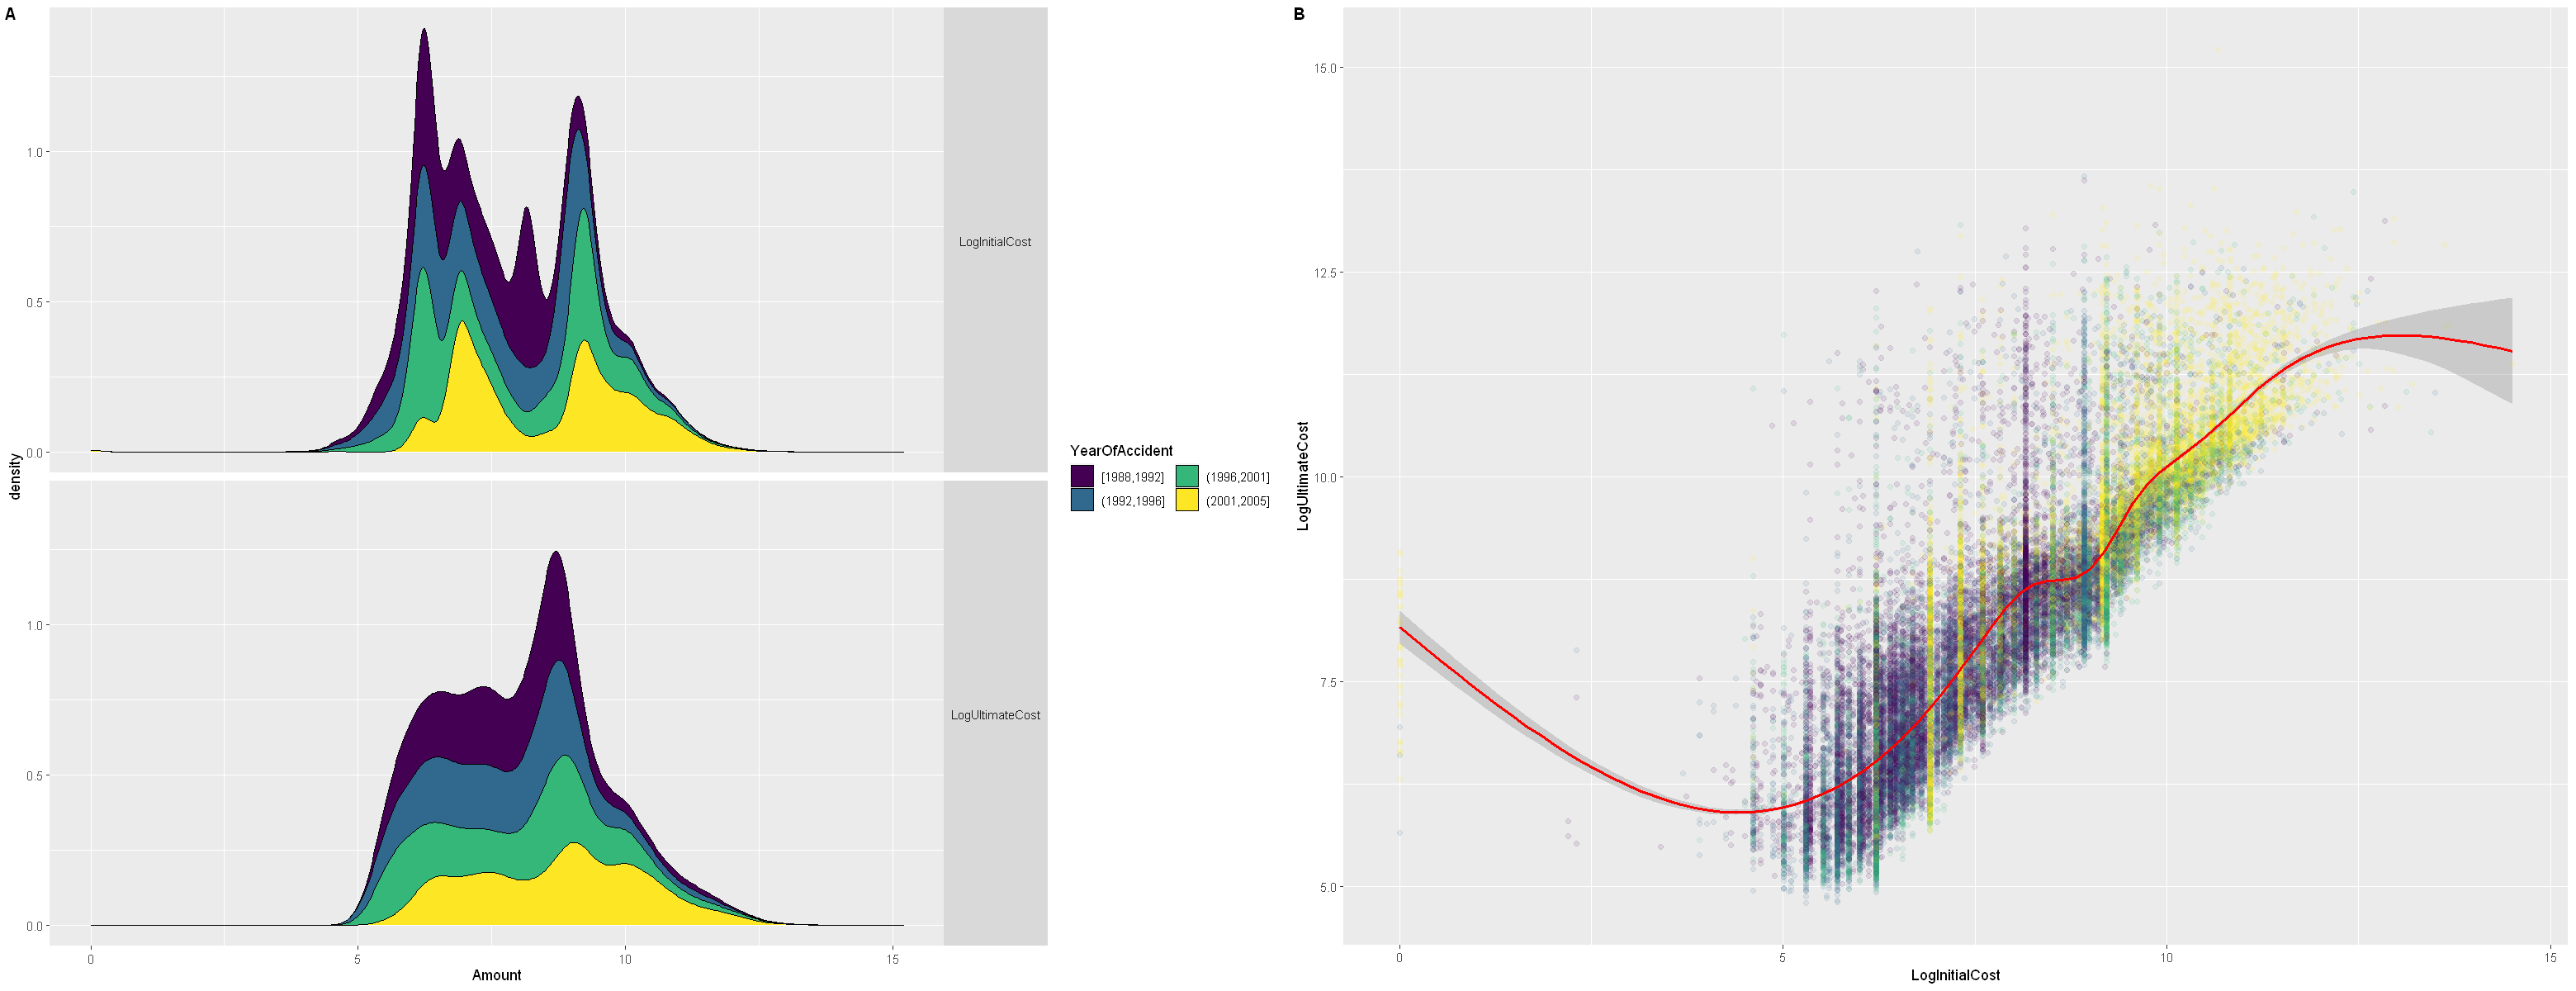 A
1.0
0.5
0.0
LogInitialCost
1.0
0.5
0.0
LogUltimateCost
density
0
5
10
15
Amount
YearOfAccident
[1988,1992]
(1996,2001]
(1992,1996]
(2001,2005]
B
15.0
12.5
10.0
7.5
5.0
LogUltimateCost
0
5
10
15
LogInitialCost